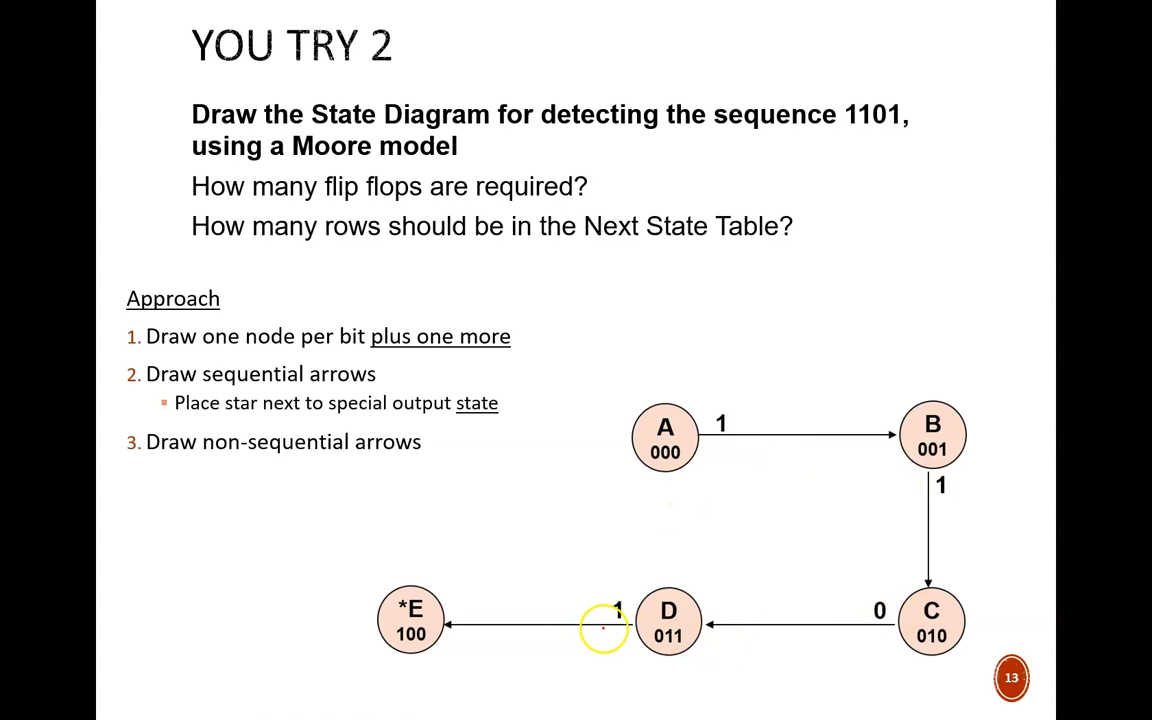 YOU TRY 2
Draw the State Diagram for detecting the sequence 1101,
using a Moore model
How many flip flops are required?
How many rows should be in the Next State Table?
Approach
1. Draw one node per bit plus one more
2. Draw sequential arrows
▪ Place star next to special output state
3. Draw non-sequential arrows
A
000
1
B
001
1
*E
100
1
D
011
0
C
010
13